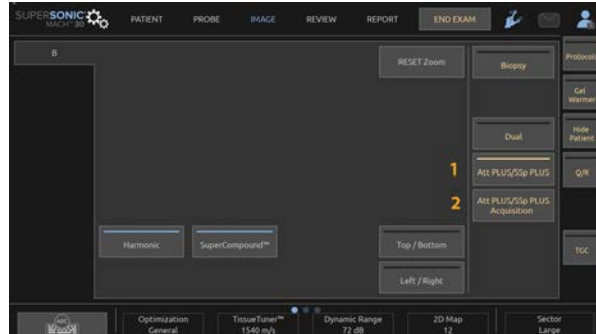 SUPERSONIC
MACH™ 30
PATIENT
PROBE
IMAGE
REVIEW
REPORT
END EXAM
B
RESET Zoom
Biopsy
Protocols
Gel
Warmer
Dual
Hide
Patient
1
Att PLUS/SSp PLUS
Q/R
2
Att PLUS/SSp PLUS
Acquisition
Harmonic
SuperCompound™
Top / Bottom
TGC
Left / Right
ABC
Optimization
General
TissueTuner™
1540 m/s
Dynamic Range
72 dB
2D Map
12
Sector
Large